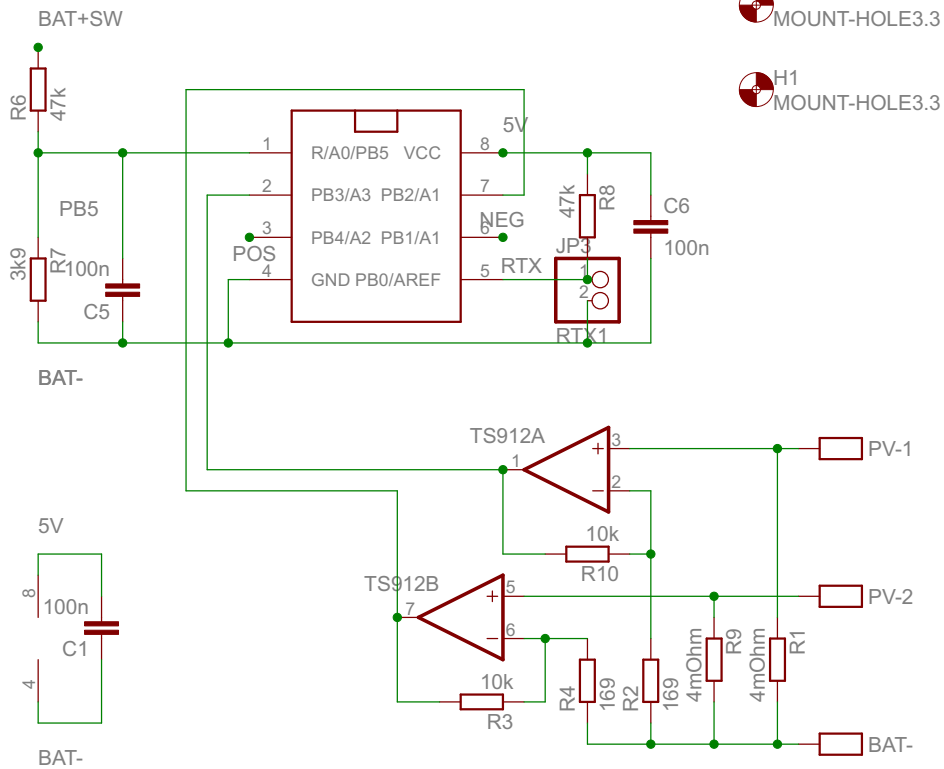 BAT+SW
MOUNT-HOLE3.3
H1
MOUNT-HOLE3.3
R6
47k
5V
1
R/A0/PB5
VCC
8
2
PB3/A3
PB2/A1
7
3
PB4/A2
PB1/A1
6
4
GND
PB0/AREF
5
PB5
POS
NEG
RTX
47k
R8
C6
100n
JP3
1
2
RTX1
3k9
R7
100n
C5
BAT-
TS912A
1
+
3
−
2
PV-1
10k
R10
5V
8
100n
C1
4
BAT-
TS912B
7
+
5
−
6
PV-2
10k
R3
R4
169
R2
169
4mOhm
R9
4mOhm
R1
BAT-